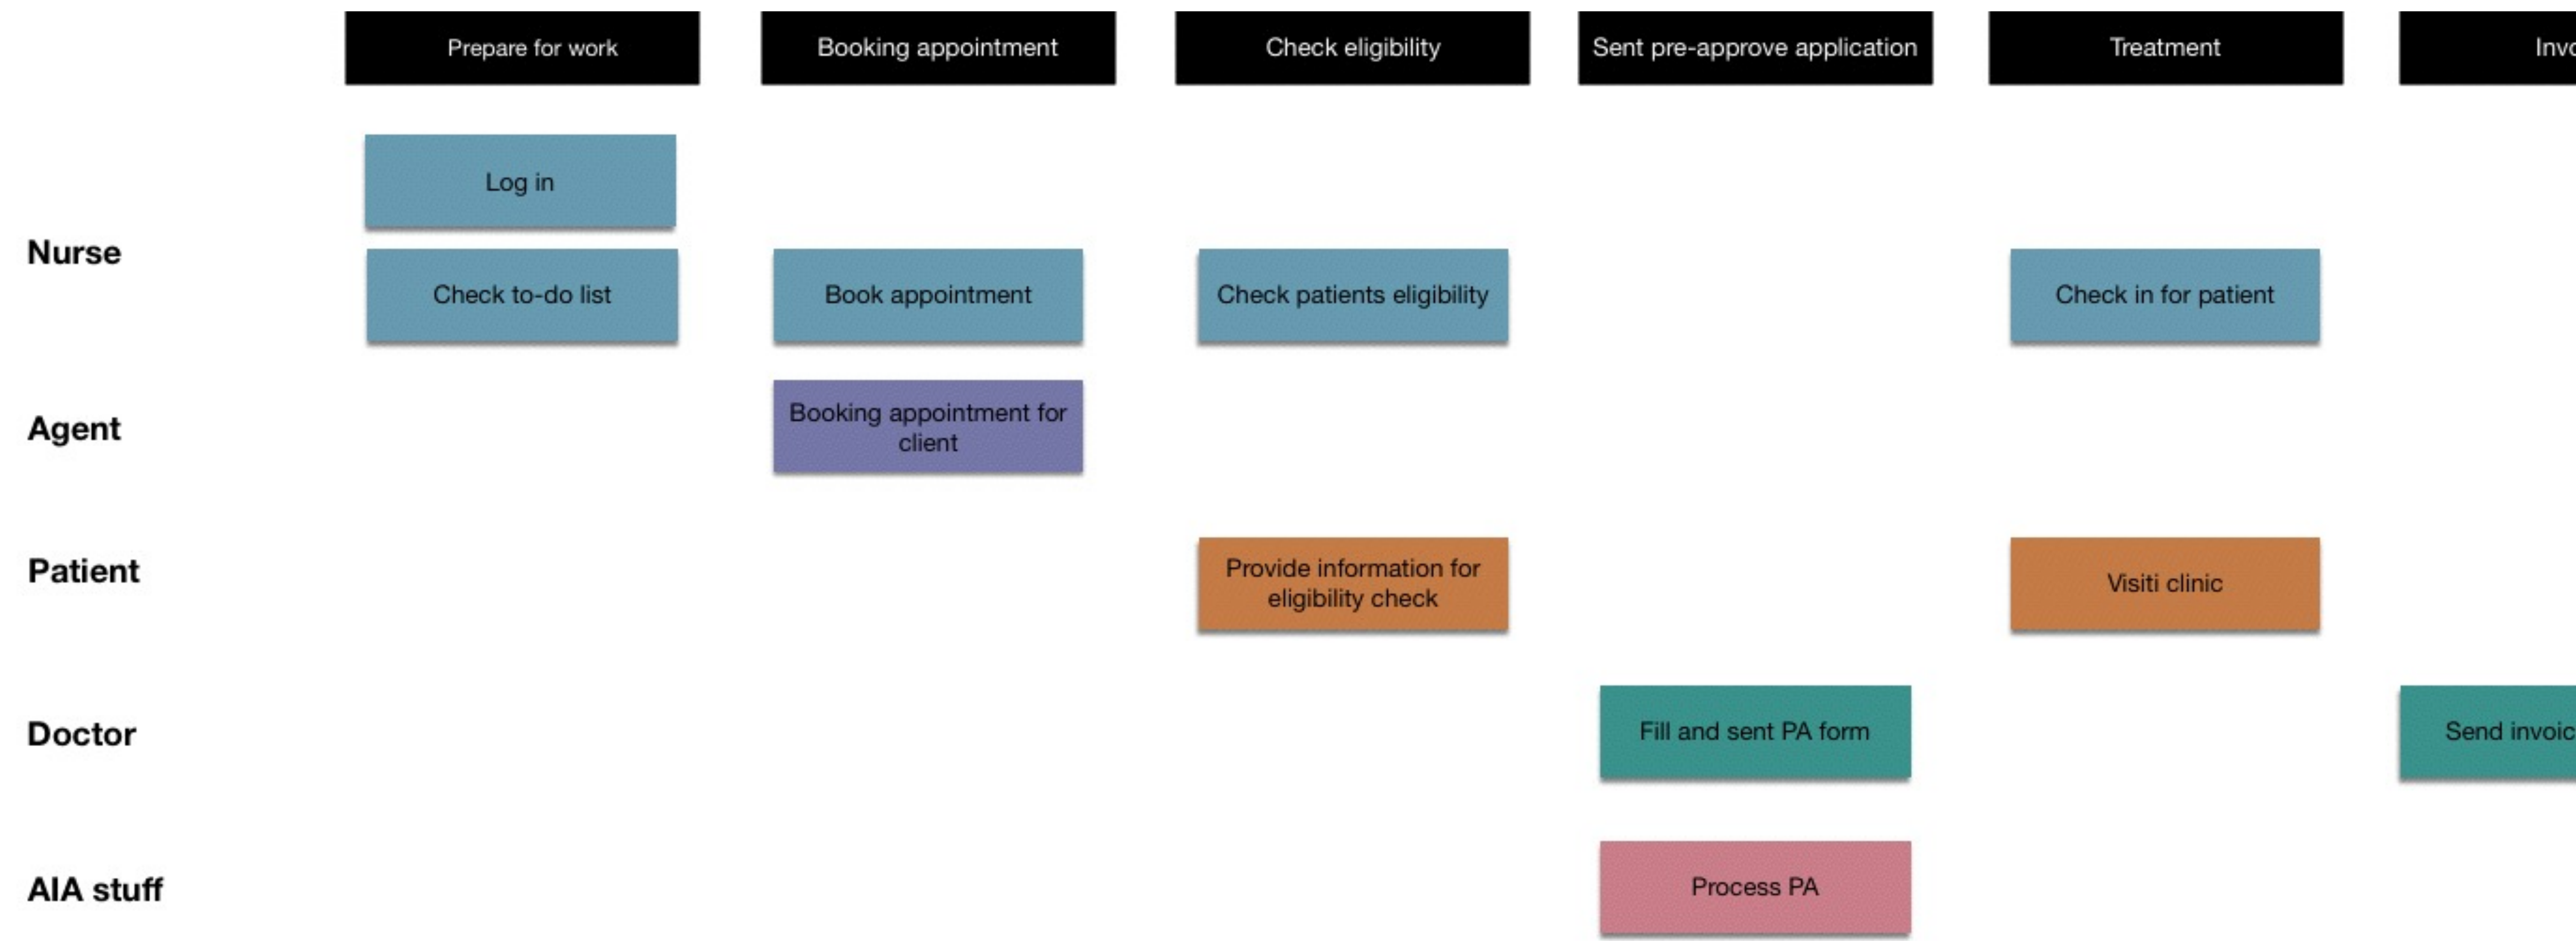 Prepare for work
Booking appointment
Check eligibility
Sent pre-approve application
Treatment
Log in
Nurse
Check to-do list
Book appointment
Check patients eligibility
Check in for patient
Agent
Booking appointment for
client
Patient
Provide information for
eligibility check
Visiti clinic
Doctor
Fill and sent PA form
Send
AIA stuff
Process PA